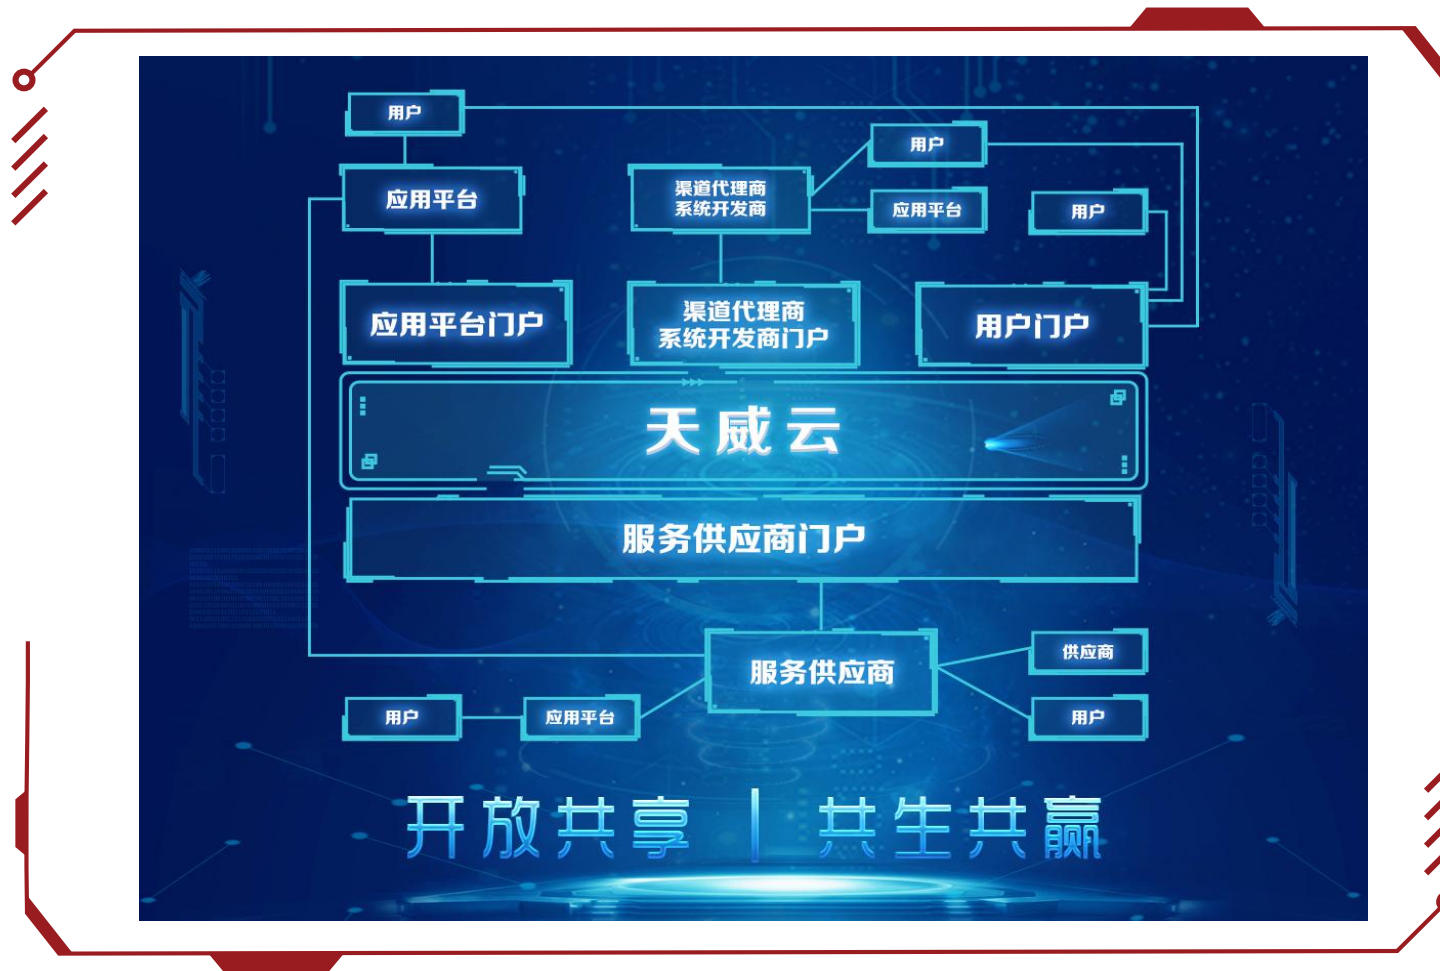 用户
用户
应用平台
渠道代理商
系统开发商
应用平台
用户
应用平台门户
渠道代理商
系统开发商门户
用户门户
天威云
服务供应商门户
服务供应商
供应商
用户
应用平台
用户
开放共享 | 共生共赢